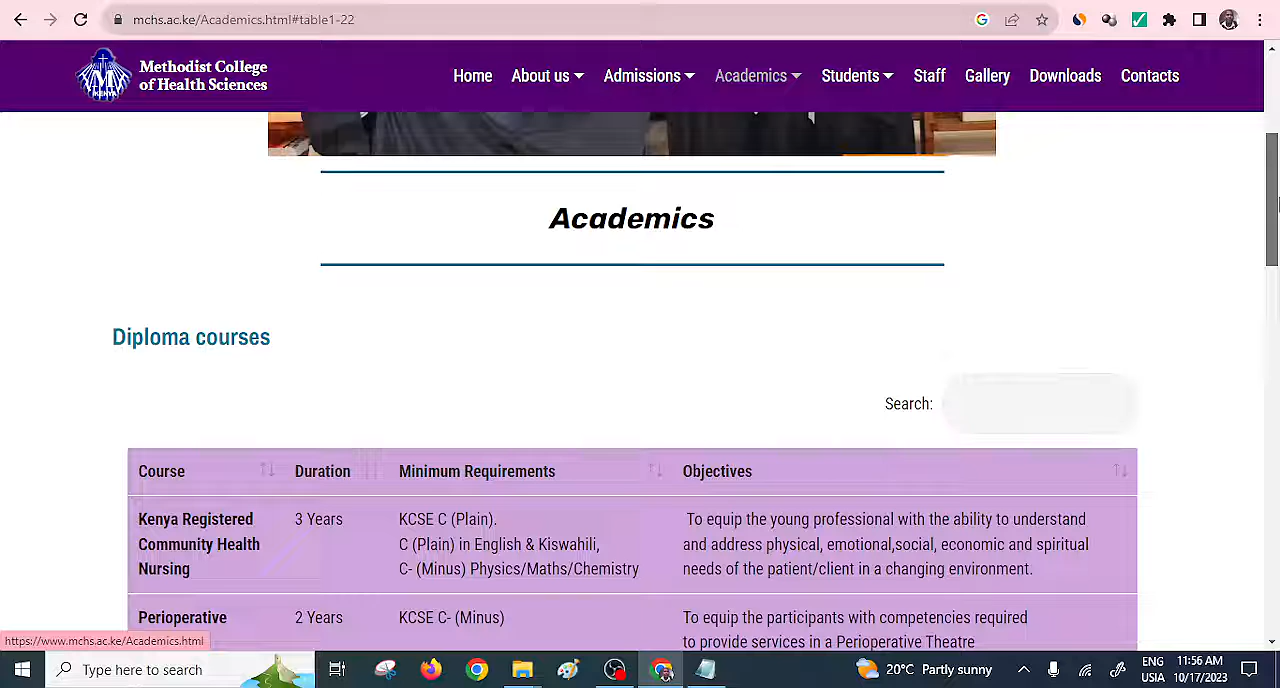 mchs.ac.ke/Academics.html#table1-22
Methodist College
of Health Sciences
Home About us Admissions Academics Students Staff Gallery Downloads Contacts
Academics
Diploma courses
Search:
Course Duration Minimum Requirements Objectives
Kenya Registered 3 Years KCSE C (Plain). To equip the young professional with the ability to understand
Community Health C (Plain) in English & Kiswahili, and address physical, emotional,social, economic and spiritual
Nursing C- (Minus) Physics/Maths/Chemistry needs of the patient/client in a changing environment.
Perioperative 2 Years KCSE C- (Minus) To equip the participants with competencies required
to provide services in a Perioperative Theatre
https://www.mchs.ac.ke/Academics.html
Type here to search
20°C Partly sunny
ENG 11:56 AM
USIA 10/17/2023